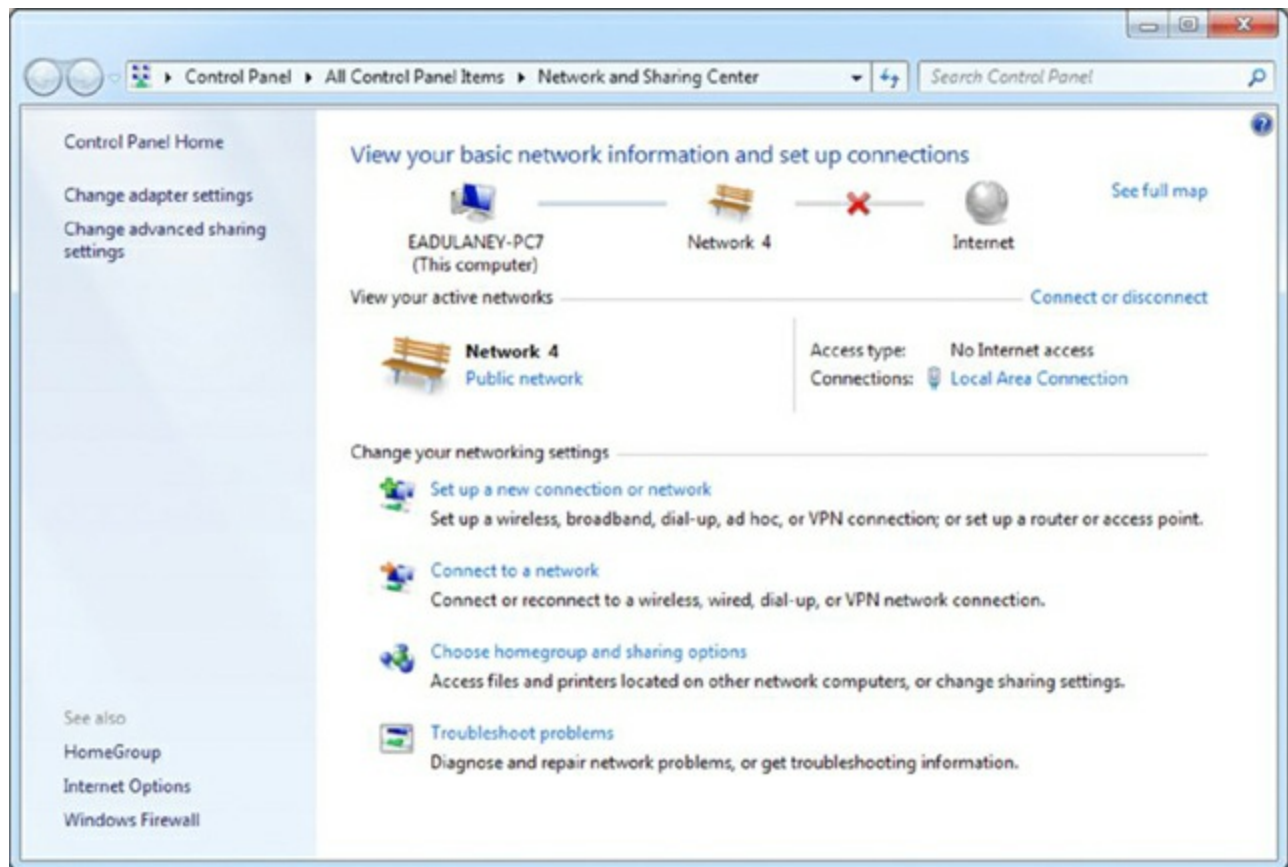 Control Panel
All Control Panel Items
Network and Sharing Center
Search Control Panel
Control Panel Home
Change adapter settings
Change advanced sharing
settings
See also
HomeGroup
Internet Options
Windows Firewall
View your basic network information and set up connections
See full map
EADULANEY-PC7
(This computer)
Network 4
Internet
View your active networks
Connect or disconnect
Network 4
Public network
Access type: No Internet access
Connections: Local Area Connection
Change your networking settings
Set up a new connection or network
Set up a wireless, broadband, dial-up, ad hoc, or VPN connection; or set up a router or access point.
Connect to a network
Connect or reconnect to a wireless, wired, dial-up, or VPN network connection.
Choose homegroup and sharing options
Access files and printers located on other network computers, or change sharing settings.
Troubleshoot problems
Diagnose and repair network problems, or get troubleshooting information.